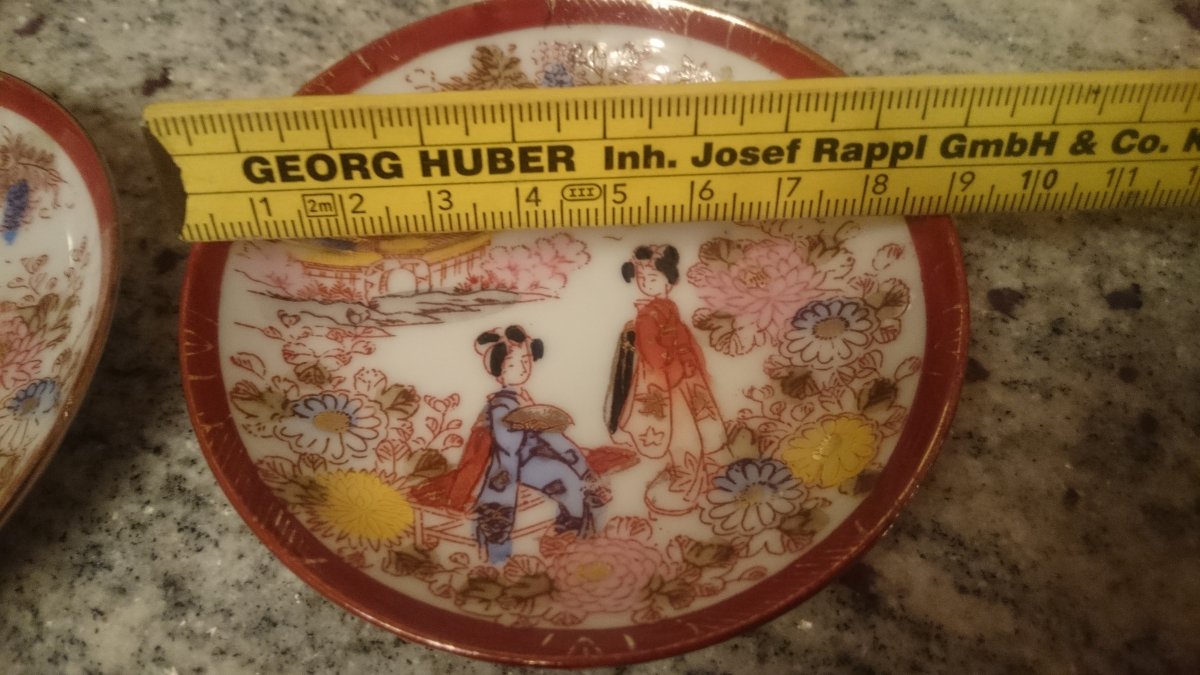 GEORG HUBER Inh. Josef Rappl GmbH & Co. K
1 2m 2 3 4 III 5 6 7 8 9 10 11